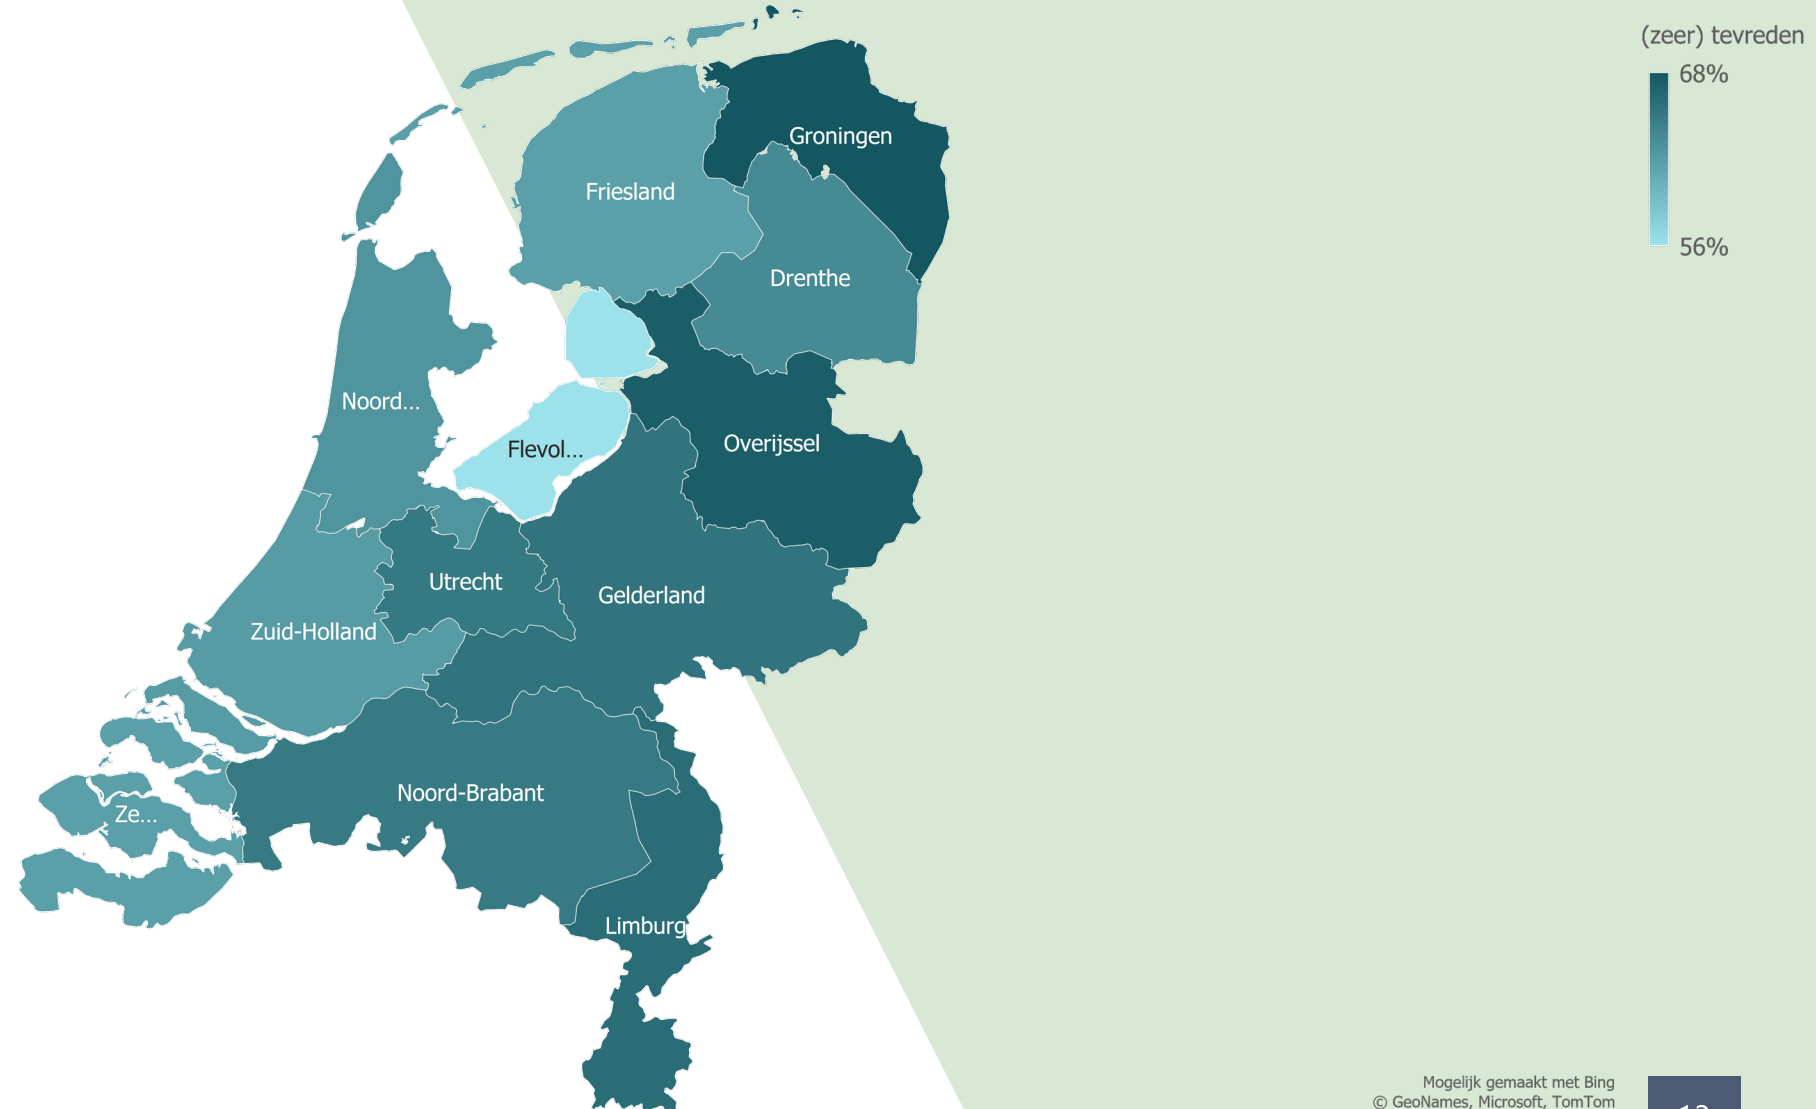 (zeer) tevreden
68%
56%
Groningen
Friesland
Drenthe
Noord...
Flevol...
Overijssel
Utrecht
Gelderland
Zuid-Holland
Noord-Brabant
Ze...
Limburg
Mogelijk gemaakt met Bing
© GeoNames, Microsoft, TomTom